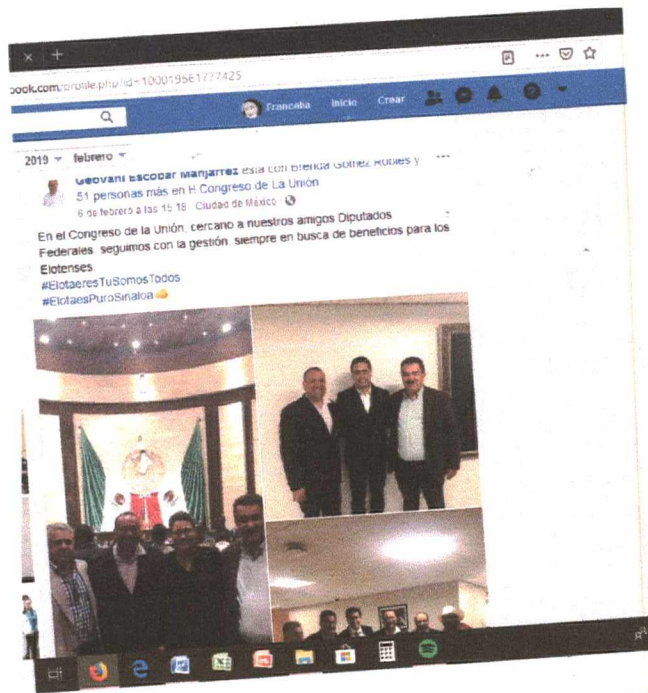 book.com/profile.php?id=100019561777425
Francelia Inicio Crear
2019 febrero
Geovani Escobar Manjarrez está con Brenda Gómez Robles y
51 personas más en H Congreso de La Unión
6 de febrero a las 15:18 Ciudad de México
En el Congreso de la Unión, cercano a nuestros amigos Diputados
Federales, seguimos con la gestión, siempre en busca de beneficios para los
Elotenses
#ElotaeresTuSomosTodos
#ElotaesPuroSinaloa